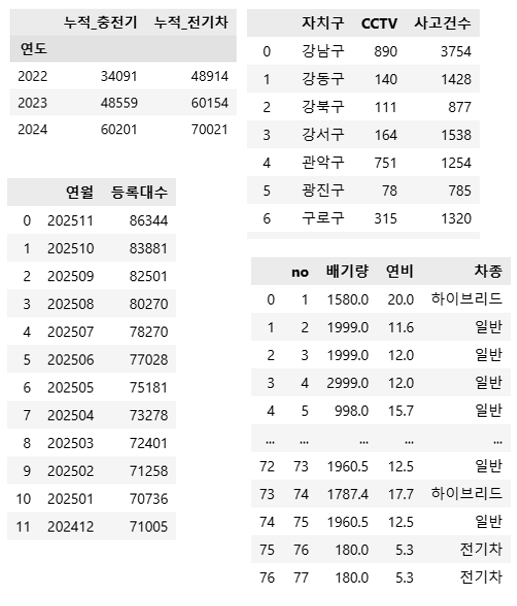 누적_충전기 누적_전기차
연도
2022 34091 48914
2023 48559 60154
2024 60201 70021
자치구 CCTV 사고건수
0 강남구 890 3754
1 강동구 140 1428
2 강북구 111 877
3 강서구 164 1538
4 관악구 751 1254
5 광진구 78 785
6 구로구 315 1320
연월 등록대수
0 202511 86344
1 202510 83881
2 202509 82501
3 202508 80270
4 202507 78270
5 202506 77028
6 202505 75181
7 202504 73278
8 202503 72401
9 202502 71258
10 202501 70736
11 202412 71005
no 배기량 연비 차종
0 1 1580.0 20.0 하이브리드
1 2 1999.0 11.6 일반
2 3 1999.0 12.0 일반
3 4 2999.0 12.0 일반
4 5 998.0 15.7 일반
... ... ... ... ...
72 73 1960.5 12.5 일반
73 74 1787.4 17.7 하이브리드
74 75 1960.5 12.5 일반
75 76 180.0 5.3 전기차
76 77 180.0 5.3 전기차